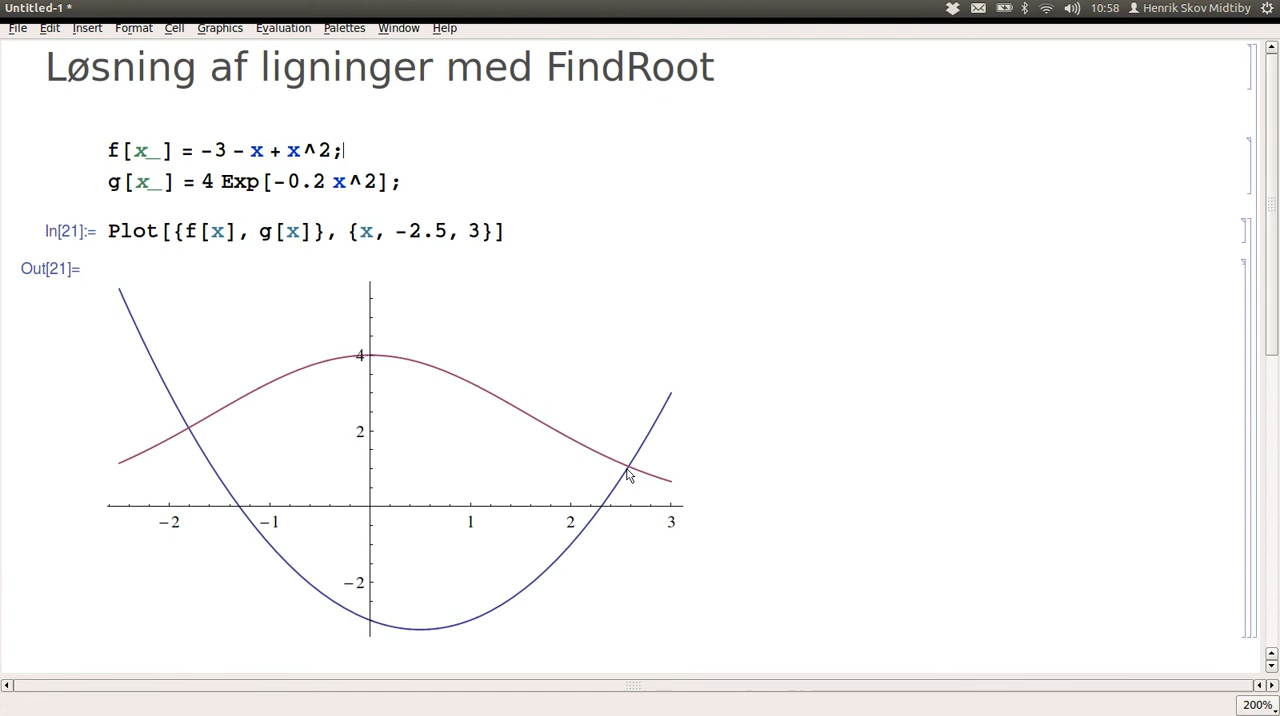 Untitled-1 *
10:58 Henrik Skov Midtiby
File Edit Insert Format Cell Graphics Evaluation Palettes Window Help
Løsning af ligninger med FindRoot
f[x_] = -3 - x + x^2;
g[x_] = 4 Exp[-0.2 x^2];
In[21]:= Plot[{f[x], g[x]}, {x, -2.5, 3}]
Out[21]=
4
2
−2 −1 1 2 3
−2
200%